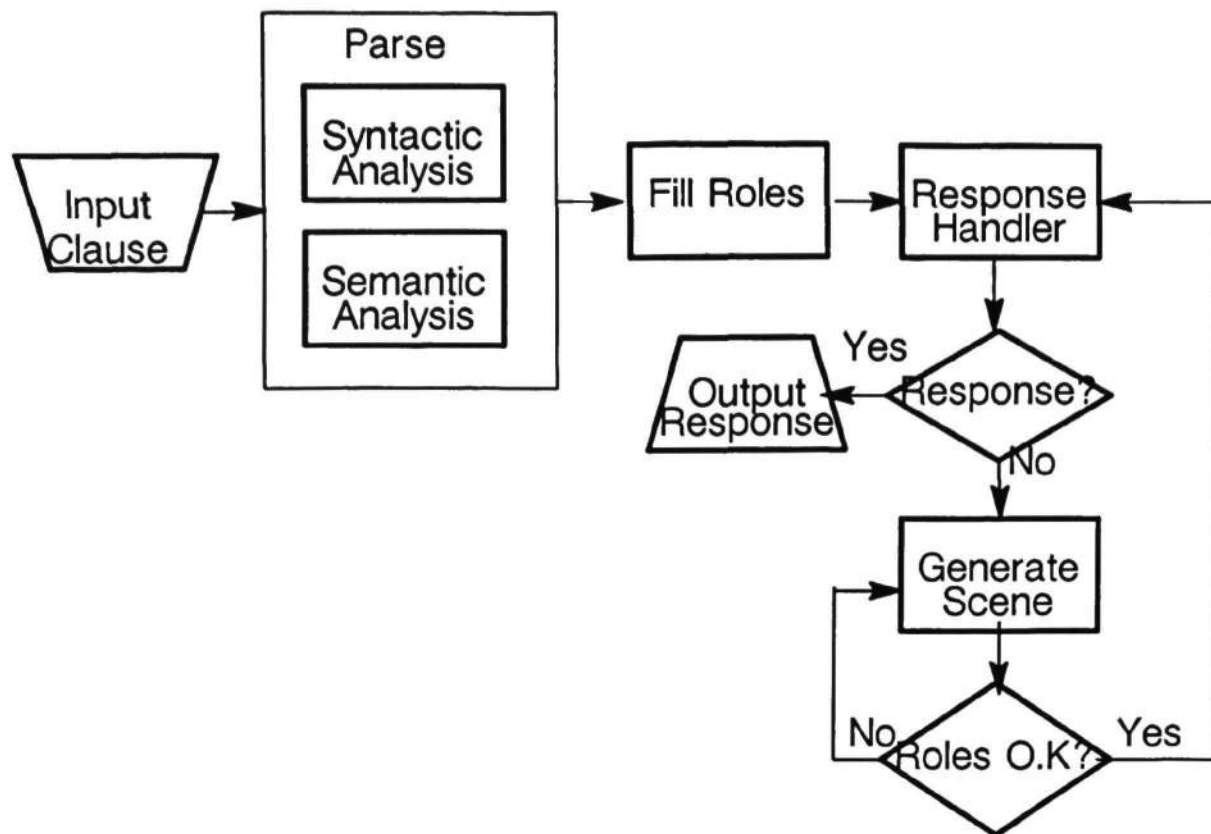 Parse
Syntactic
Analysis
Semantic
Analysis
Input
Clause
Fill Roles
Response
Handler
Yes
Response?
Output
Response
No
Generate
Scene
No
Roles O.K?
Yes